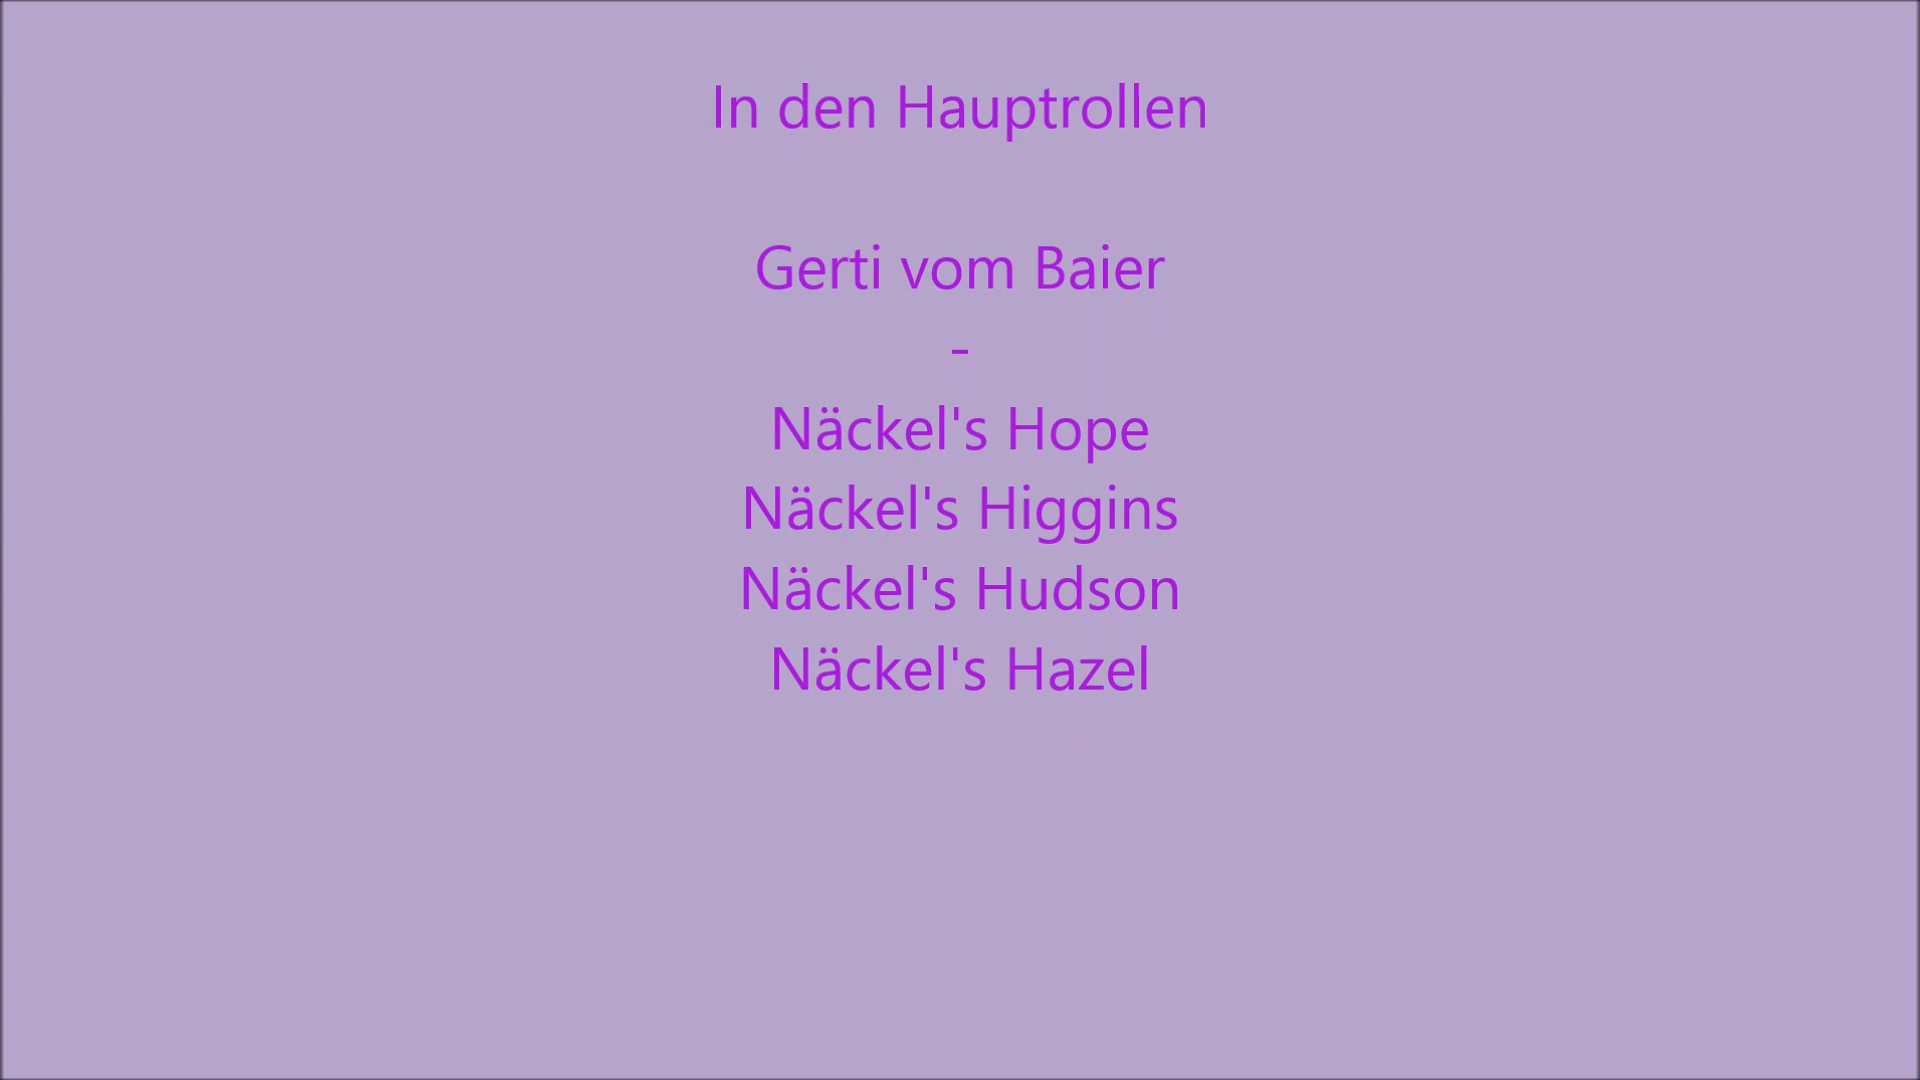 In den Hauptrollen
Gerti vom Baier
-
Näckel's Hope
Näckel's Higgins
Näckel's Hudson
Näckel's Hazel